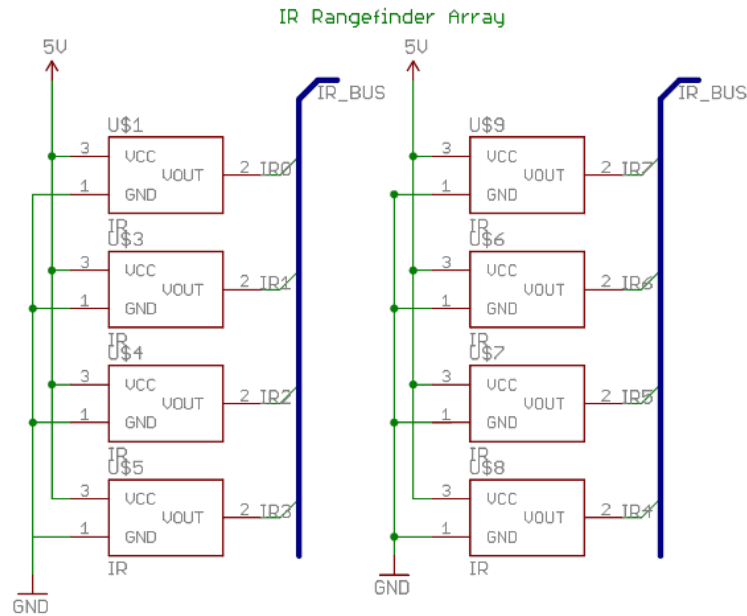 IR Rangefinder Array
5V
IR_BUS
U$1
3 VCC
VOUT 2 IR0
1 GND
IR
U$3
3 VCC
VOUT 2 IR1
1 GND
IR
U$4
3 VCC
VOUT 2 IR2
1 GND
IR
U$5
3 VCC
VOUT 2 IR3
1 GND
IR
GND
5V
IR_BUS
U$9
3 VCC
VOUT 2 IR7
1 GND
IR
U$6
3 VCC
VOUT 2 IR6
1 GND
IR
U$7
3 VCC
VOUT 2 IR5
1 GND
IR
U$8
3 VCC
VOUT 2 IR4
1 GND
IR
GND